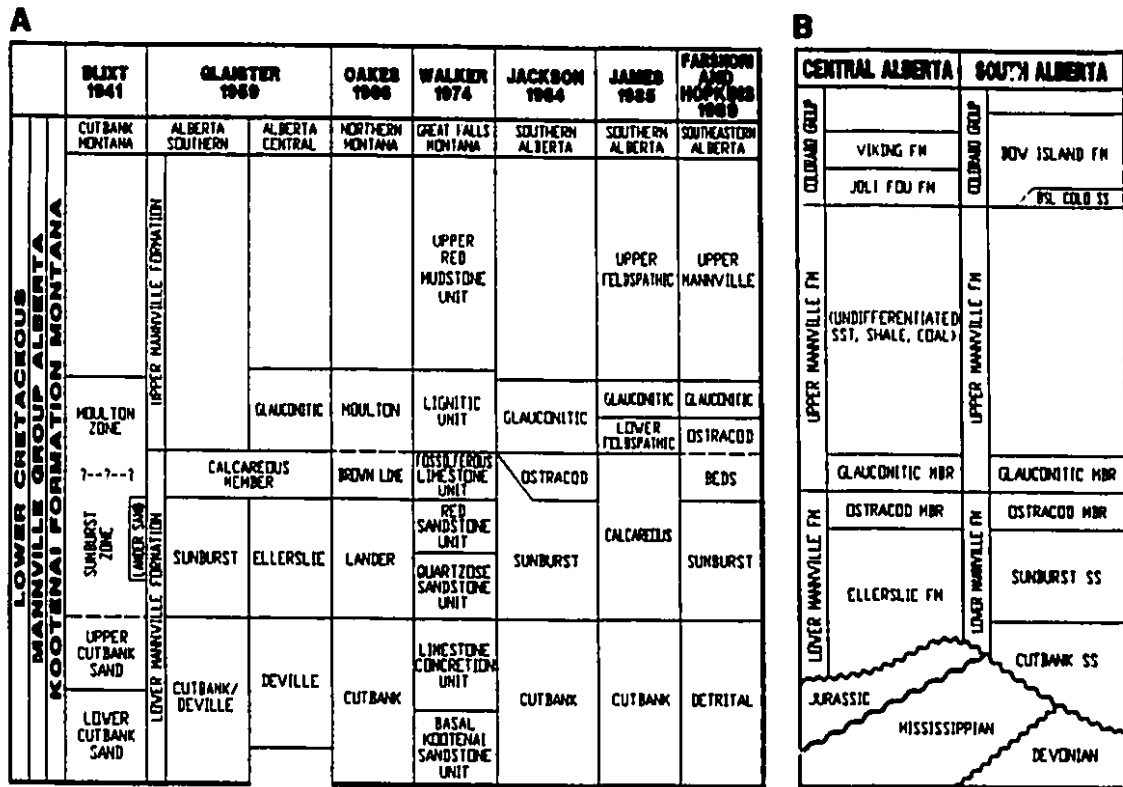 A
BLIXT
1941
GLAISTER
1959
OAKES
1966
WALKER
1974
JACKSON
1984
JAMES
1985
FARSHORI
AND
HOPKINS
1989
CUTBANK
MONTANA
ALBERTA
SOUTHERN
ALBERTA
CENTRAL
NORTHERN
MONTANA
GREAT FALLS
MONTANA
SOUTHERN
ALBERTA
SOUTHERN
ALBERTA
SOUTHEASTERN
ALBERTA
LOWER CRETACEOUS
MANNVILLE GROUP ALBERTA
KOOTENAI FORMATION MONTANA
MOULTON
ZONE
?--?--?
SUNBURST
ZONE
LANDER SAND
UPPER
CUTBANK
SAND
LOWER
CUTBANK
SAND
UPPER MANNVILLE FORMATION
LOWER MANNVILLE FORMATION
GLAUCONITIC
CALCAREOUS
MEMBER
SUNBURST
ELLERSLIE
CUTBANK/
DEVILLE
DEVILLE
MOULTON
BROWN LIME
LANDER
CUTBANK
UPPER
RED
MUDSTONE
UNIT
LIGNITIC
UNIT
FOSSILIFEROUS
LIMESTONE
UNIT
RED
SANDSTONE
UNIT
QUARTZOSE
SANDSTONE
UNIT
LIMESTONE
CONCRETION
UNIT
BASAL
KOOTENAI
SANDSTONE
UNIT
GLAUCONITIC
OSTRACOD
SUNBURST
CUTBANK
UPPER
FELDSPATHIC
GLAUCONITIC
LOWER
FELDSPATHIC
CALCAREOUS
CUTBANK
UPPER
MANNVILLE
GLAUCONITIC
OSTRACOD
BEDS
SUNBURST
DETRITAL
B
CENTRAL ALBERTA
SOUTH ALBERTA
COLORADO GROUP
VIKING FM
JOLI FOU FM
COLORADO GROUP
BOW ISLAND FM
BSL COLO SS
UPPER MANNVILLE FM
(UNDIFFERENTIATED
SST, SHALE, COAL)
UPPER MANNVILLE FM
GLAUCONITIC MBR
GLAUCONITIC MBR
LOWER MANNVILLE FM
OSTRACOD MBR
ELLERSLIE FM
LOWER MANNVILLE FM
OSTRACOD MBR
SUNBURST SS
CUTBANK SS
JURASSIC
MISSISSIPPIAN
DEVONIAN